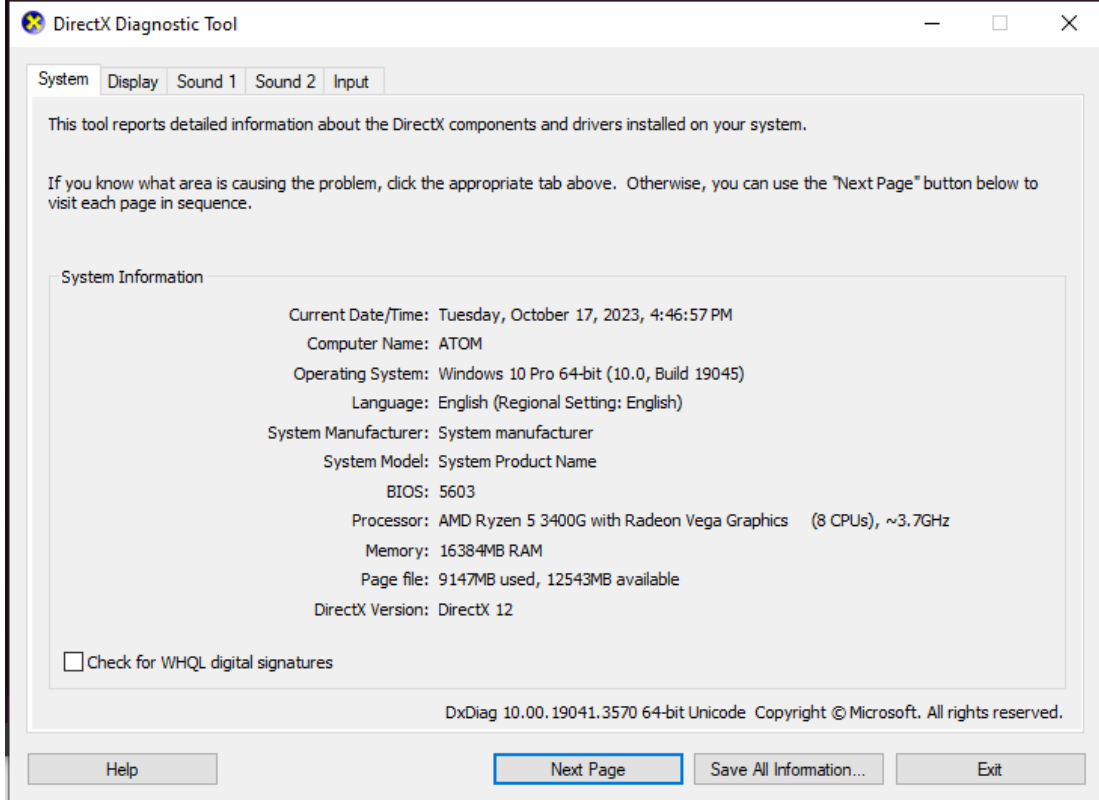 DirectX Diagnostic Tool
System Display Sound 1 Sound 2 Input
This tool reports detailed information about the DirectX components and drivers installed on your system.
If you know what area is causing the problem, click the appropriate tab above.  Otherwise, you can use the "Next Page" button below to
visit each page in sequence.
System Information
Current Date/Time: Tuesday, October 17, 2023, 4:46:57 PM
Computer Name: ATOM
Operating System: Windows 10 Pro 64-bit (10.0, Build 19045)
Language: English (Regional Setting: English)
System Manufacturer: System manufacturer
System Model: System Product Name
BIOS: 5603
Processor: AMD Ryzen 5 3400G with Radeon Vega Graphics     (8 CPUs), ~3.7GHz
Memory: 16384MB RAM
Page file: 9147MB used, 12543MB available
DirectX Version: DirectX 12
Check for WHQL digital signatures
DxDiag 10.00.19041.3570 64-bit Unicode  Copyright © Microsoft. All rights reserved.
Help Next Page Save All Information... Exit